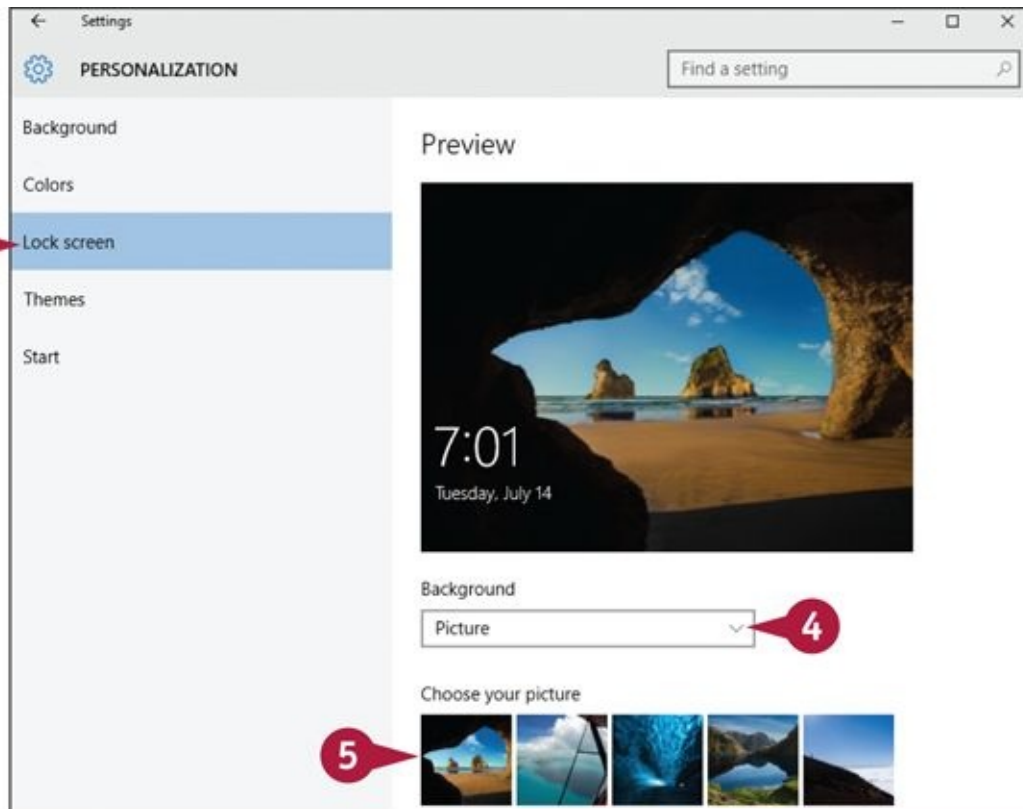 Settings
PERSONALIZATION
Find a setting
Background
Colors
Lock screen
Themes
Start
Preview
7:01
Tuesday, July 14
Background
Picture
4
Choose your picture
5